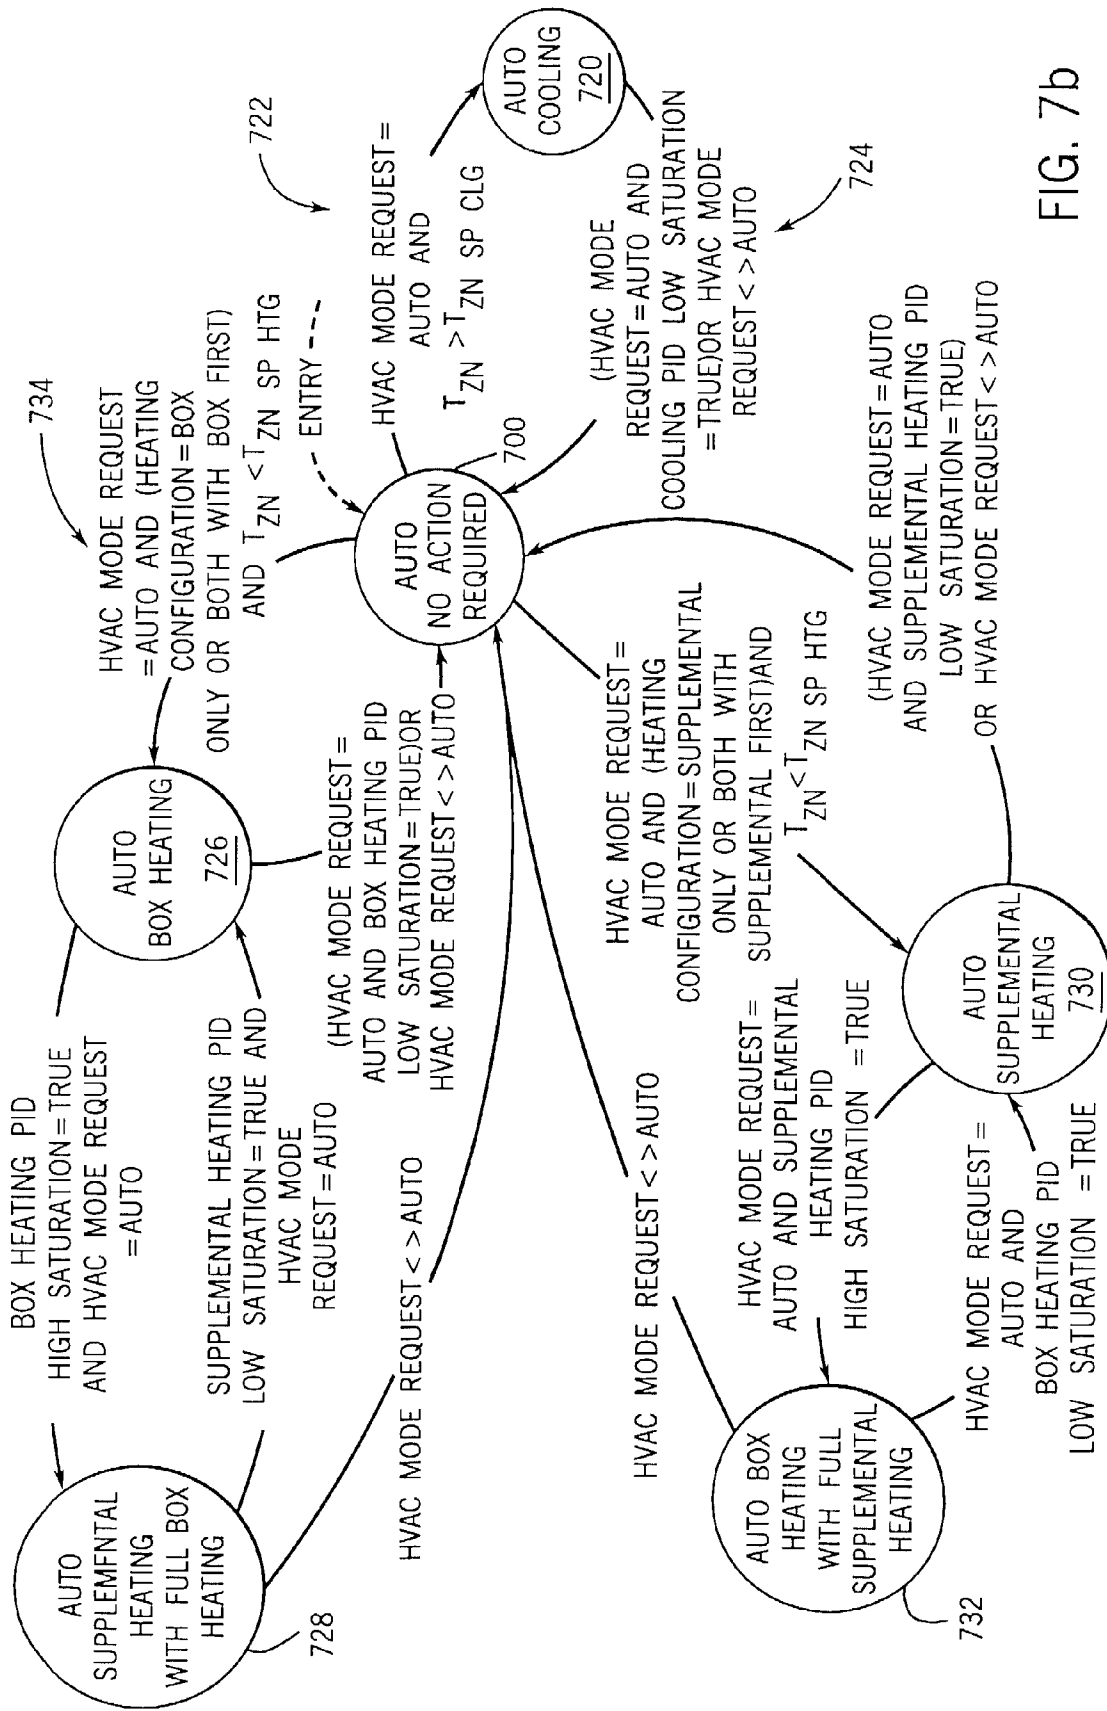 BOX HEATING PID
HIGH SATURATION=TRUE
AND HVAC MODE REQUEST
=AUTO
AUTO
SUPPLEMFNTAL
HEATING
WITH FULL BOX
HEATING
728
SUPPLEMENTAL HEATING PID
LOW SATURATION=TRUE AND
HVAC MODE
REQUEST=AUTO
AUTO
BOX HEATING
726
734
HVAC MODE REQUEST
=AUTO AND (HEATING
CONFIGURATION=BOX
ONLY OR BOTH WITH BOX FIRST)
AND TZN <TZN SP HTG
ENTRY
722
HVAC MODE REQUEST=
AUTO AND
TZN >TZN SP CLG
AUTO
COOLING
720
(HVAC MODE REQUEST=
AUTO AND BOX HEATING PID
LOW SATURATION=TRUE)OR
HVAC MODE REQUEST<>AUTO
AUTO
NO ACTION
REQUIRED
700
(HVAC MODE
REQUEST=AUTO AND
COOLING PID LOW SATURATION
=TRUE)OR HVAC MODE
REQUEST<>AUTO
724
HVAC MODE REQUEST<>AUTO
HVAC MODE REQUEST<>AUTO
HVAC MODE REQUEST=
AUTO AND (HEATING
CONFIGURATION=SUPPLEMENTAL
ONLY OR BOTH WITH
SUPPLEMENTAL FIRST)AND
TZN<TZN SP HTG
(HVAC MODE REQUEST=AUTO
AND SUPPLEMENTAL HEATING PID
LOW SATURATION=TRUE)
OR HVAC MODE REQUEST<>AUTO
HVAC MODE REQUEST=
AUTO AND SUPPLEMENTAL
HEATING PID
HIGH SATURATION =TRUE
AUTO BOX
HEATING
WITH FULL
SUPPLEMENTAL
HEATING
732
AUTO
SUPPLEMENTAL
HEATING
730
HVAC MODE REQUEST=
AUTO AND
BOX HEATING PID
LOW SATURATION =TRUE
FIG. 7b